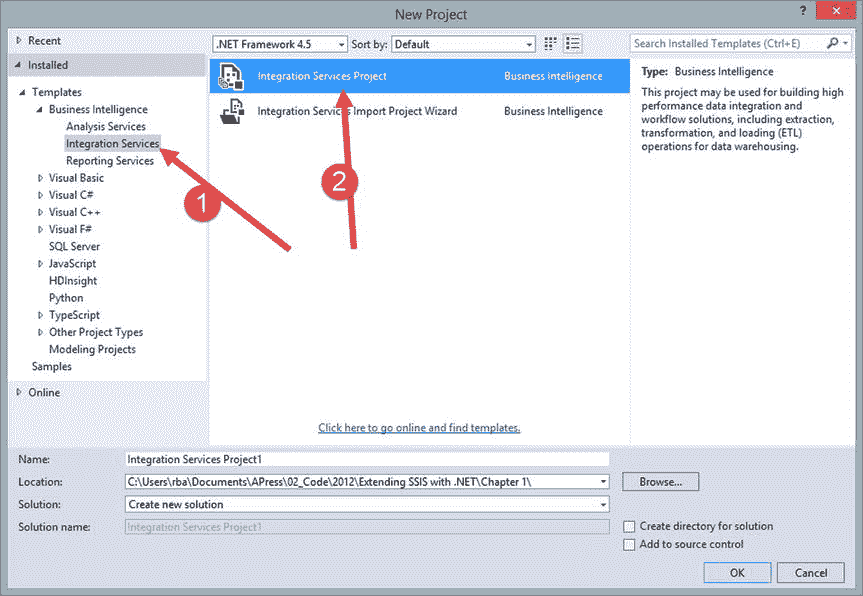 New Project
?
Recent
.NET Framework 4.5 Sort by: Default
Search Installed Templates (Ctrl+E)
Installed
Templates
Business Intelligence
Analysis Services
Integration Services
Reporting Services
Visual Basic
Visual C#
Visual C++
Visual F#
SQL Server
JavaScript
HDInsight
Python
TypeScript
Other Project Types
Modeling Projects
Samples
Online
Integration Services Project Business Intelligence
Integration Services Import Project Wizard Business Intelligence
1
2
Click here to go online and find templates.
Type: Business Intelligence
This project may be used for building high
performance data integration and
workflow solutions, including extraction,
transformation, and loading (ETL)
operations for data warehousing.
Name: Integration Services Project1
Location: C:\Users\rba\Documents\APress\02_Code\2012\Extending SSIS with .NET\Chapter 1\ Browse...
Solution: Create new solution
Solution name: Integration Services Project1
Create directory for solution
Add to source control
OK Cancel